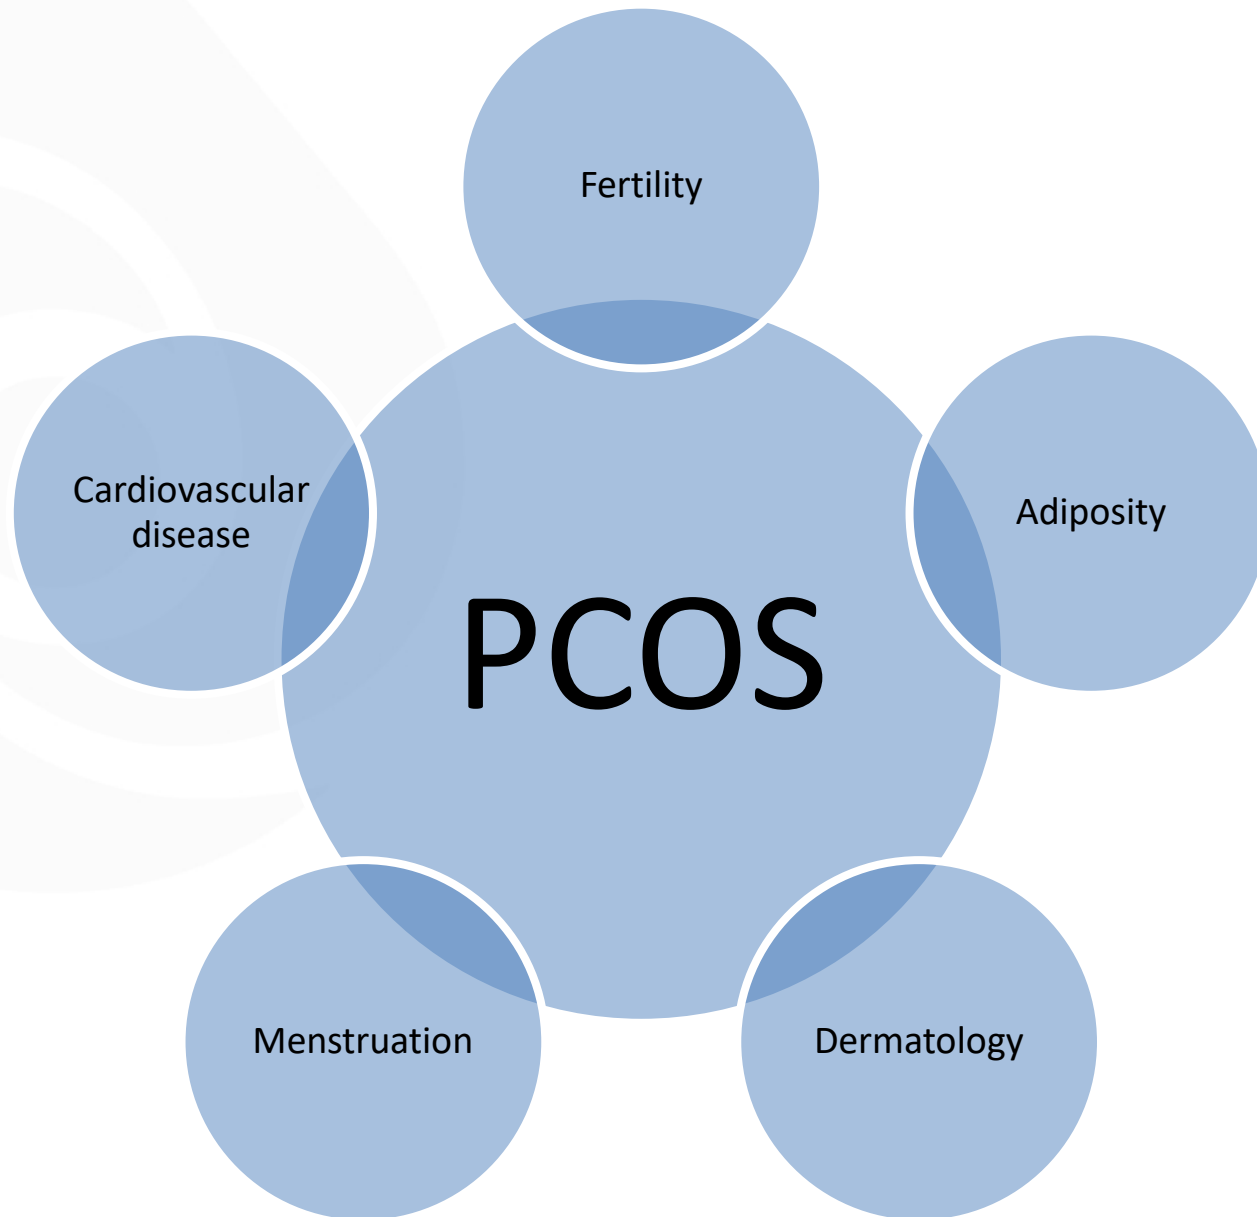 Fertility
Cardiovascular
disease
Adiposity
PCOS
Menstruation
Dermatology